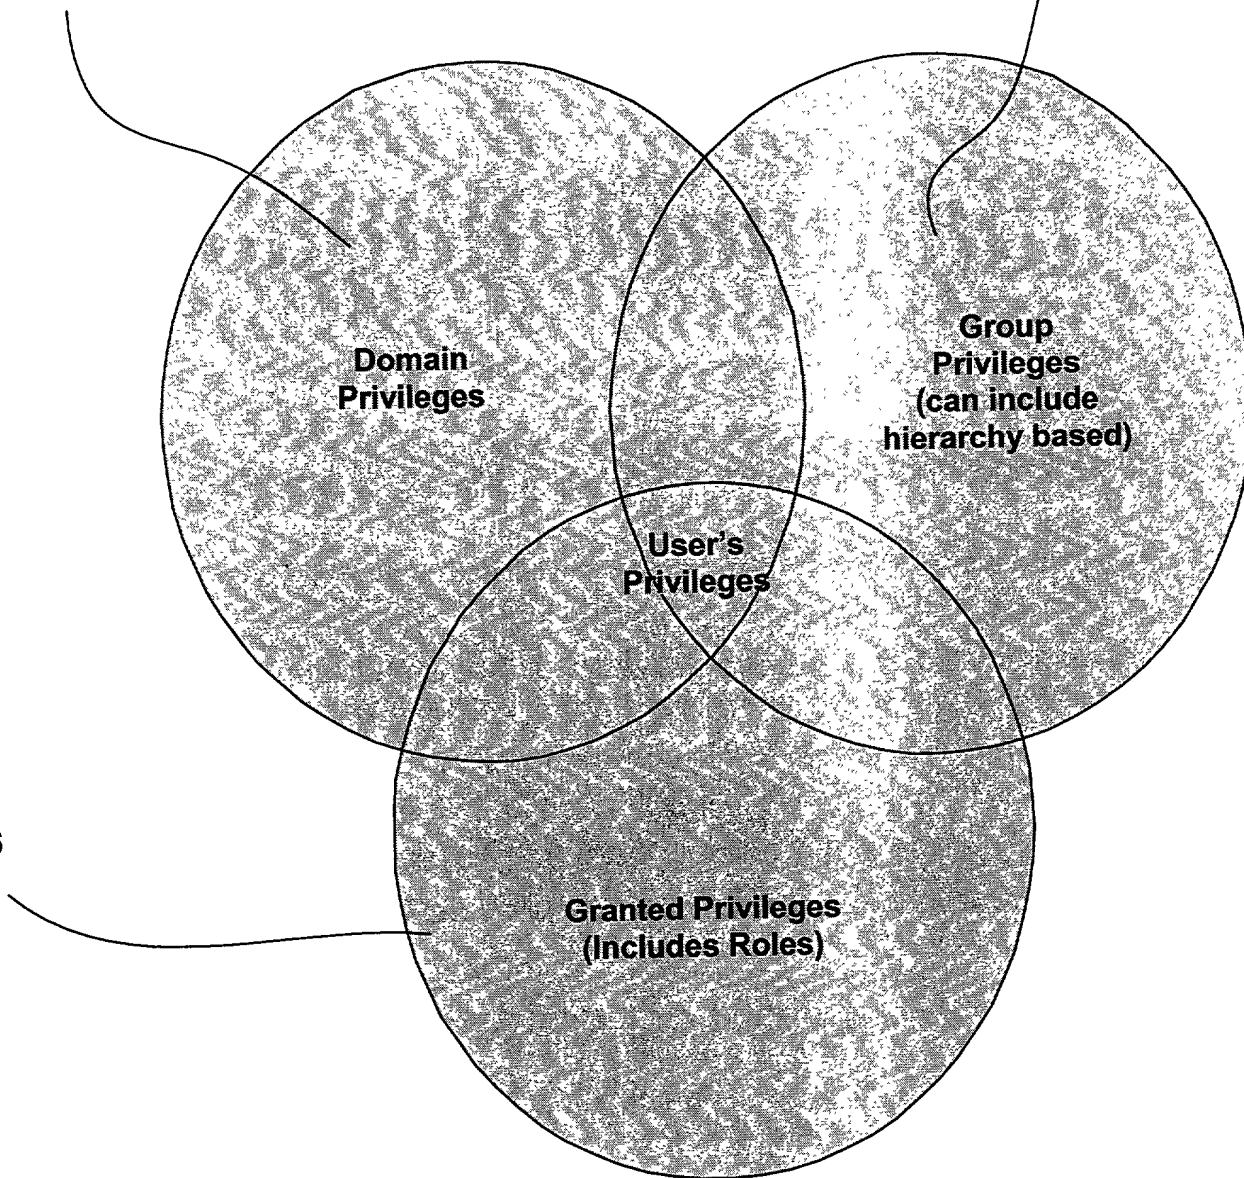 Domain
Privileges
Group
Privileges
(can include
hierarchy based)
User's
Privileges
Granted Privileges
(Includes Roles)